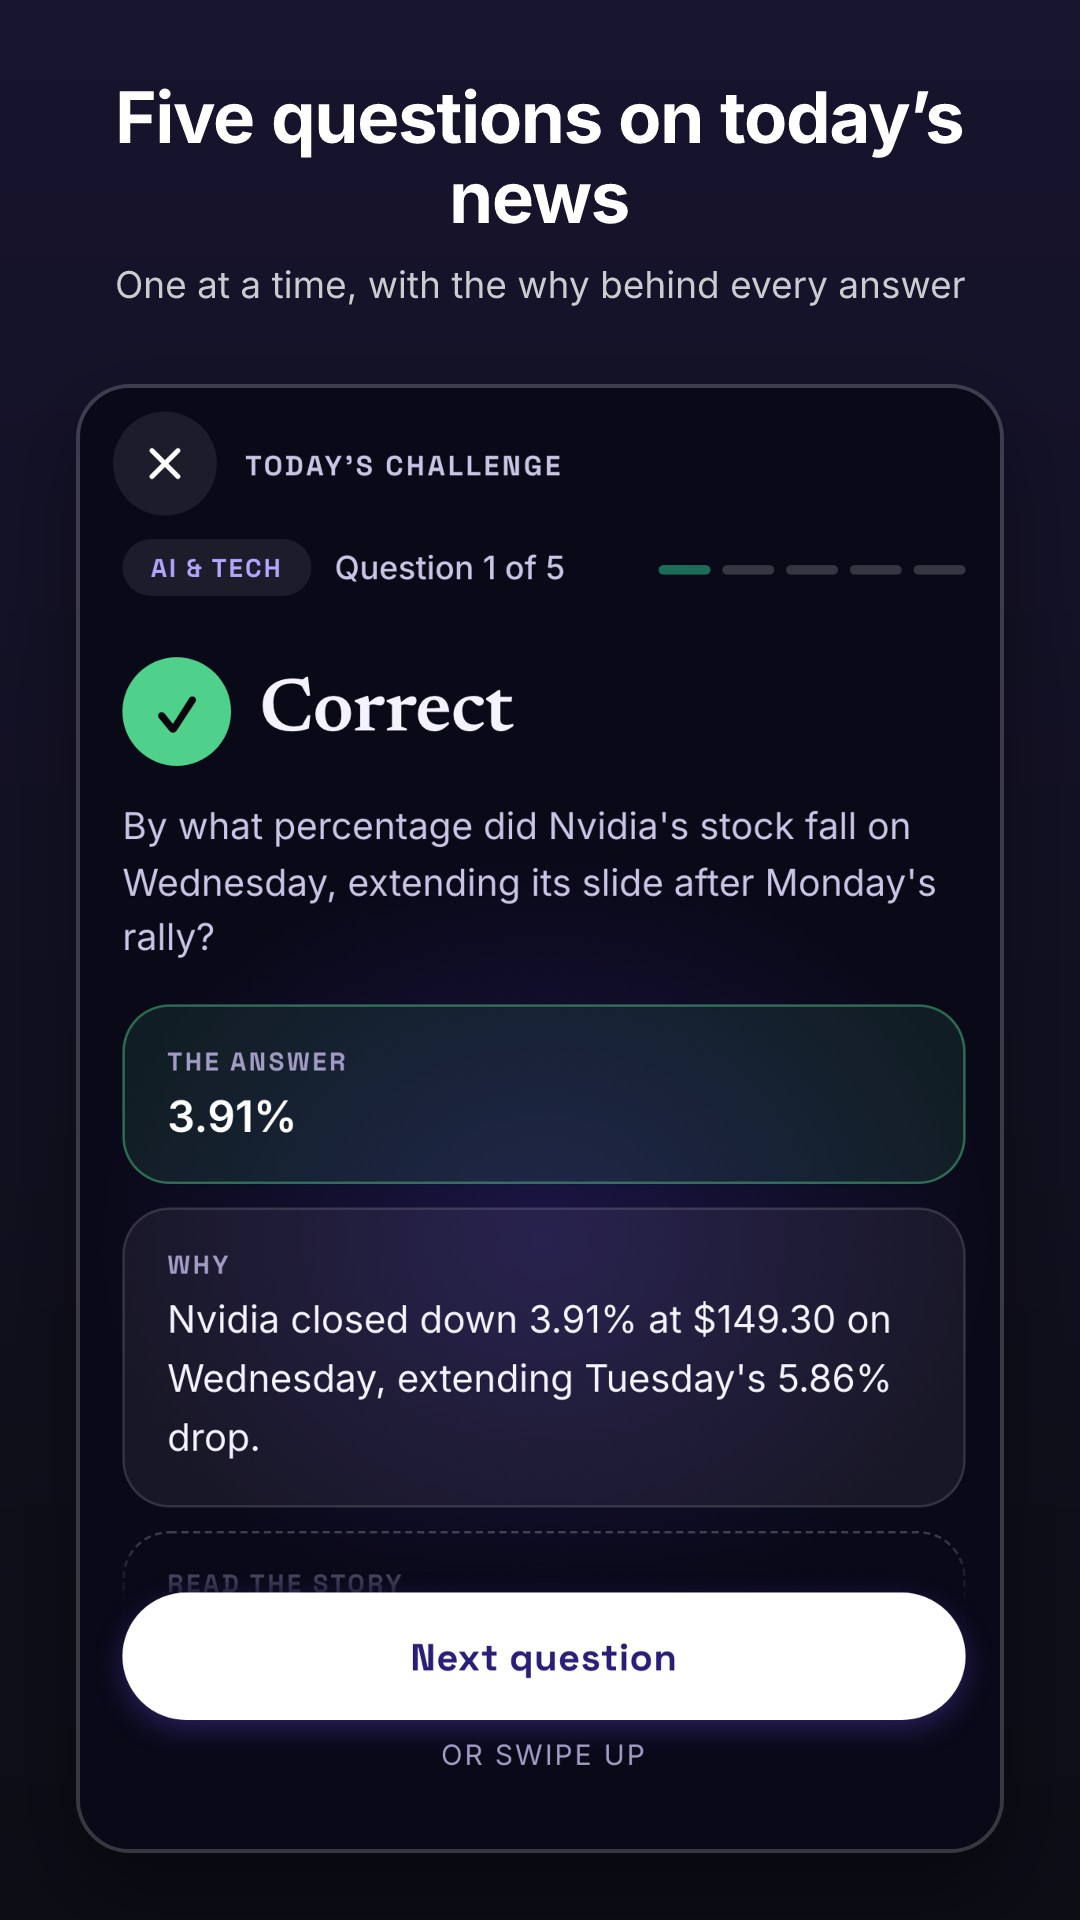 Five questions on today’s
news
One at a time, with the why behind every answer
TODAY’S CHALLENGE
AI & TECH
Question 1 of 5
Correct
By what percentage did Nvidia's stock fall on
Wednesday, extending its slide after Monday's
rally?
THE ANSWER
3.91%
WHY
Nvidia closed down 3.91% at $149.30 on
Wednesday, extending Tuesday's 5.86%
drop.
READ THE STORY
Next question
OR SWIPE UP